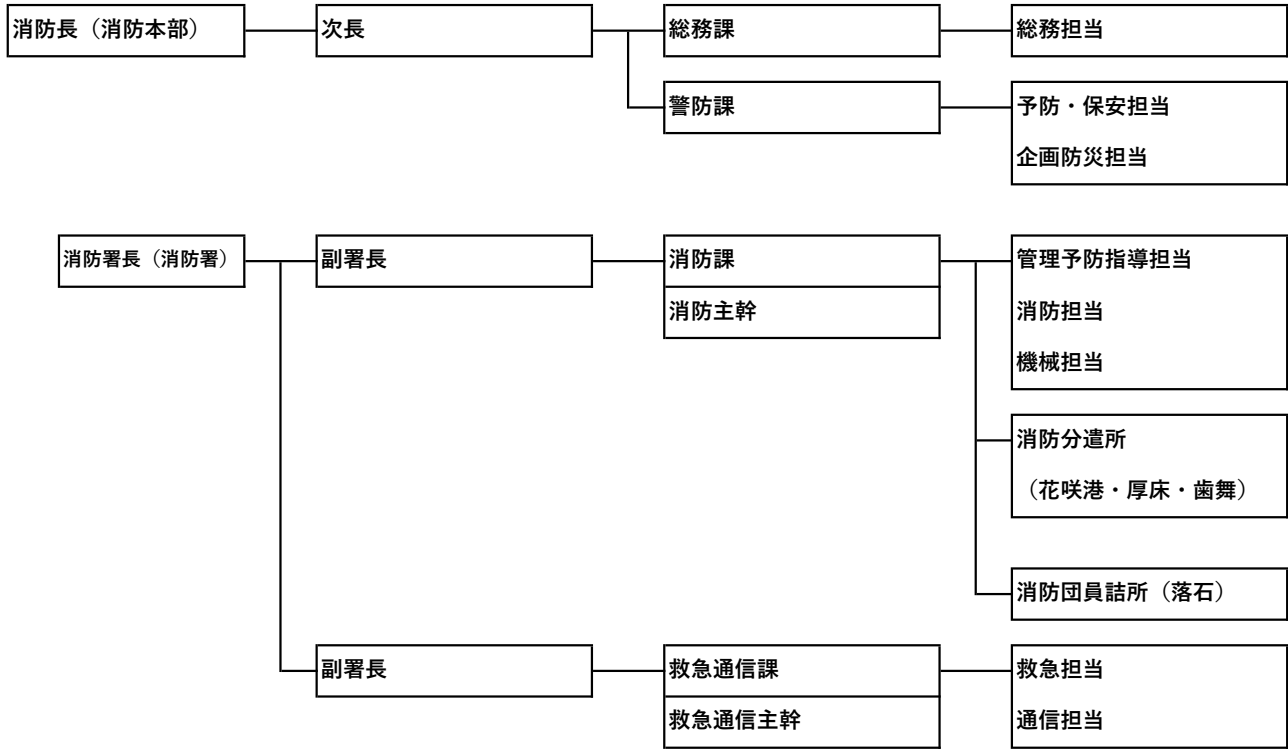 消防長（消防本部）
次長
総務課
総務担当
警防課
予防・保安担当
企画防災担当
消防署長（消防署）
副署長
消防課
管理予防指導担当
消防主幹
消防担当
機械担当
消防分遣所
（花咲港・厚床・歯舞）
消防団員詰所（落石）
副署長
救急通信課
救急担当
救急通信主幹
通信担当